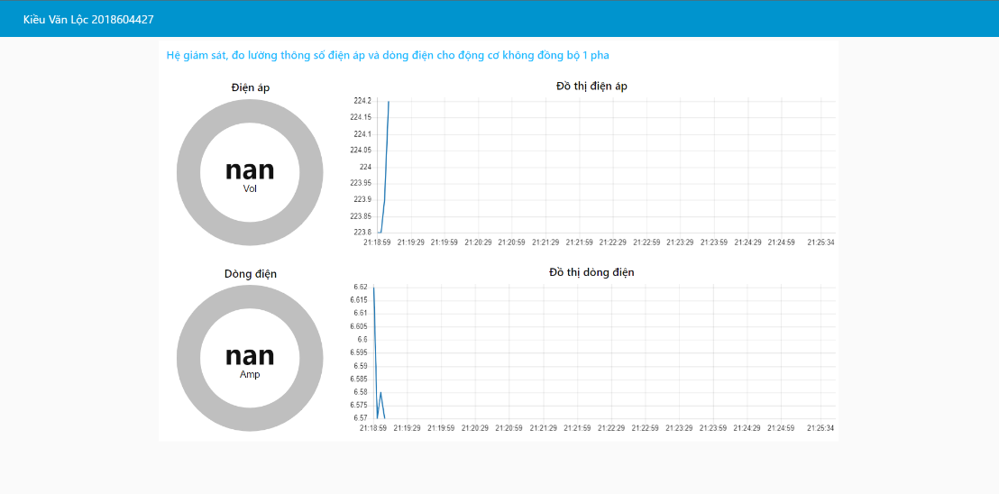 Kiều Văn Lộc 2018604427
Hệ giám sát, đo lường thông số điện áp và dòng điện cho động cơ không đồng bộ 1 pha
Điện áp
nan
Vol
Đồ thị điện áp
224.2
224.15
224.1
224.05
224
223.95
223.9
223.85
223.8
21:18:59 21:19:29 21:19:59 21:20:29 21:20:59 21:21:29 21:21:59 21:22:29 21:22:59 21:23:29 21:23:59 21:24:29 21:24:59 21:25:34
Dòng điện
nan
Amp
Đồ thị dòng điện
6.62
6.615
6.61
6.605
6.6
6.595
6.59
6.585
6.58
6.575
6.57
21:18:59 21:19:29 21:19:59 21:20:29 21:20:59 21:21:29 21:21:59 21:22:29 21:22:59 21:23:29 21:23:59 21:24:29 21:24:59 21:25:34